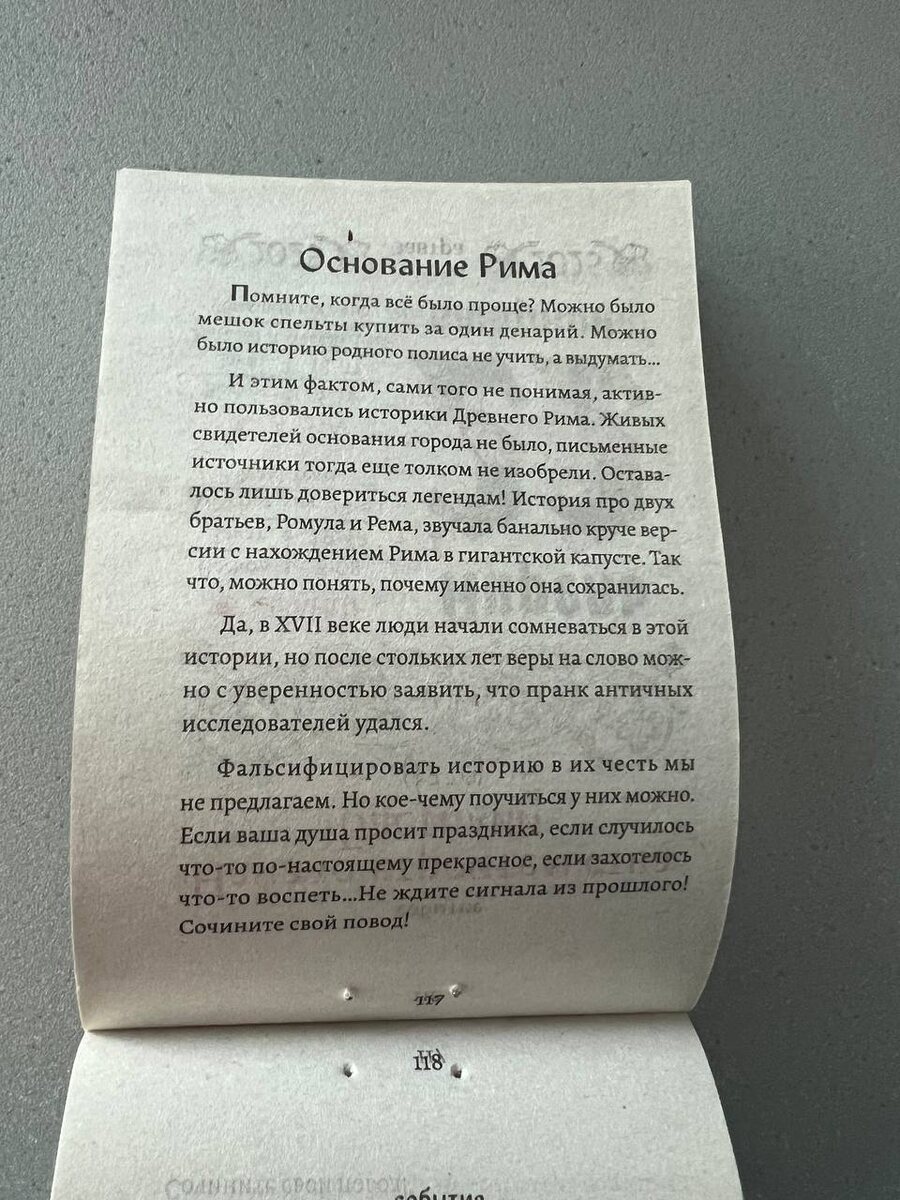 Основание Рима
Помните, когда всё было проще? Можно было
мешок спельты купить за один денарий. Можно
было историю родного полиса не учить, а выдумать...
И этим фактом, сами того не понимая, актив-
но пользовались историки Древнего Рима. Живых
свидетелей основания города не было, письменные
источники тогда еще толком не изобрели. Остава-
лось лишь довериться легендам! История про двух
братьев, Ромула и Рема, звучала банально круче вер-
сии с нахождением Рима в гигантской капусте. Так
что, можно понять, почему именно она сохранилась.
Да, в XVII веке люди начали сомневаться в этой
истории, но после стольких лет веры на слово мож-
но с уверенностью заявить, что пранк античных
исследователей удался.
Фальсифицировать историю в их честь мы
не предлагаем. Но кое-чему поучиться у них можно.
Если ваша душа просит праздника, если случилось
что-то по-настоящему прекрасное, если захотелось
что-то воспеть...Не ждите сигнала из прошлого!
Сочините свой повод!
117
118
события